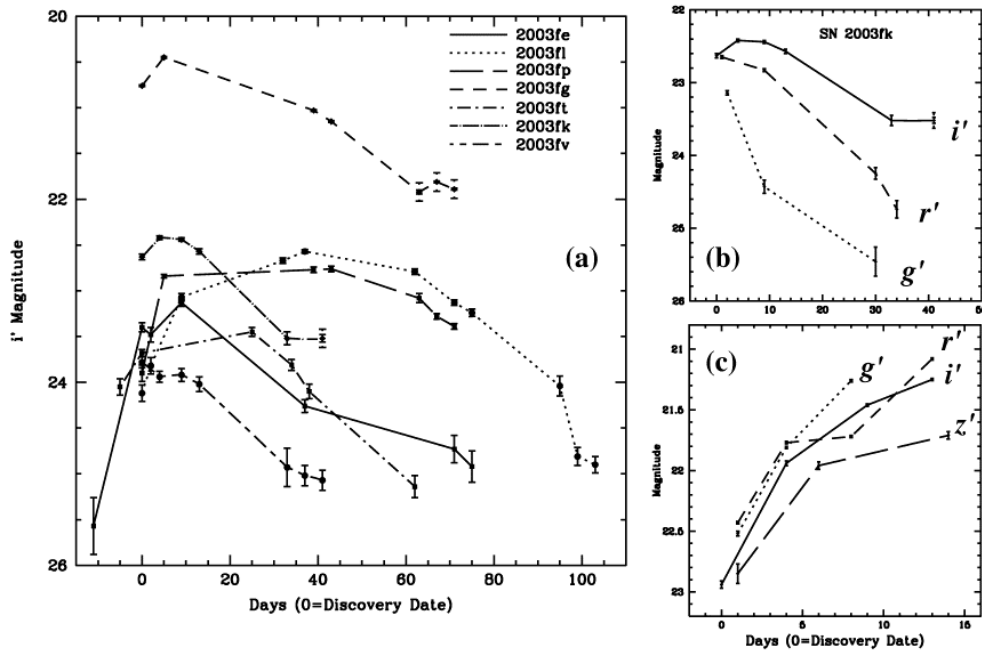 20
22
24
26
i' Magnitude
0
20
40
60
80
100
Days (0=Discovery Date)
2003fe
2003fl
2003fp
2003fg
2003ft
2003fk
2003fv
(a)
22
23
24
25
26
Magnitude
SN 2003fk
i'
r'
g'
(b)
0
10
20
30
40
50
21
21.5
22
22.5
23
Magnitude
(c)
g'
r'
i'
z'
0
5
10
15
Days (0=Discovery Date)